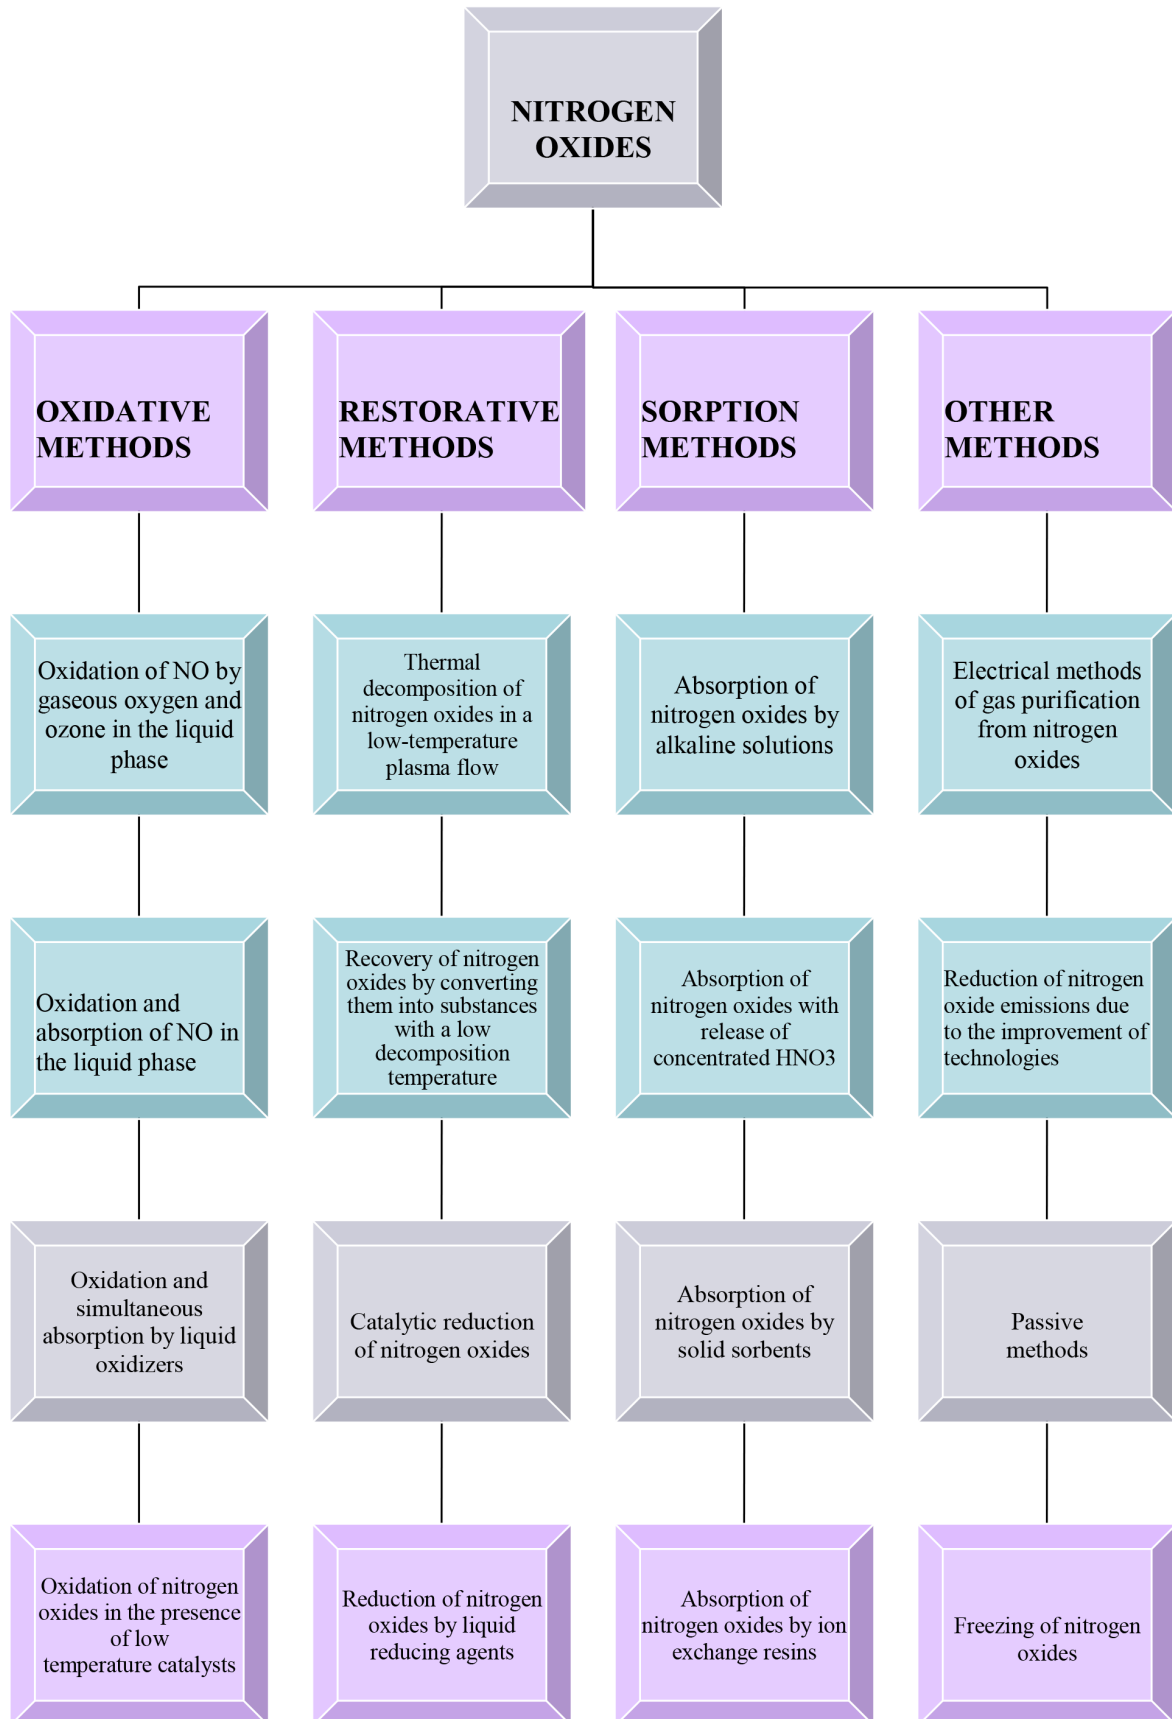 NITROGEN
OXIDES
OXIDATIVE
METHODS
RESTORATIVE
METHODS
SORPTION
METHODS
OTHER
METHODS
Oxidation of NO by
gaseous oxygen and
ozone in the liquid
phase
Thermal
decomposition of
nitrogen oxides in a
low-temperature
plasma flow
Absorption of
nitrogen oxides by
alkaline solutions
Electrical methods
of gas purification
from nitrogen
oxides
Oxidation and
absorption of NO in
the liquid phase
Recovery of nitrogen
oxides by converting
them into substances
with a low
decomposition
temperature
Absorption of
nitrogen oxides with
release of
concentrated HNO3
Reduction of nitrogen
oxide emissions due
to the improvement of
technologies
Oxidation and
simultaneous
absorption by liquid
oxidizers
Catalytic reduction
of nitrogen oxides
Absorption of
nitrogen oxides by
solid sorbents
Passive
methods
Oxidation of nitrogen
oxides in the presence
of low
temperature catalysts
Reduction of nitrogen
oxides by liquid
reducing agents
Absorption of
nitrogen oxides by ion
exchange resins
Freezing of nitrogen
oxides